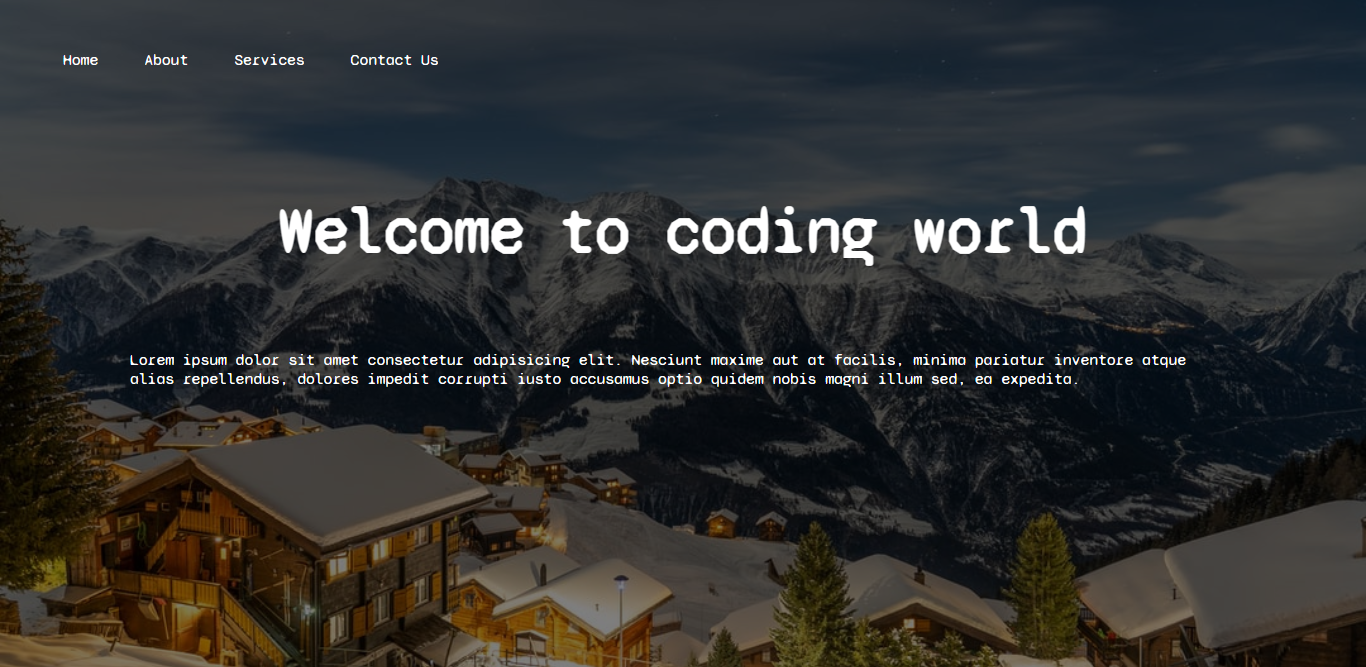 Home About Services Contact Us
Welcome to coding world
Lorem ipsum dolor sit amet consectetur adipisicing elit. Nesciunt maxime aut at facilis, minima pariatur inventore atque
alias repellendus, dolores impedit corrupti iusto accusamus optio quidem nobis magni illum sed, ea expedita.